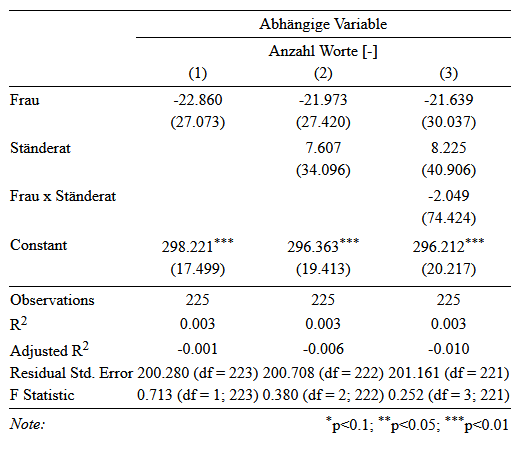 Abhängige Variable
Anzahl Worte [-]
(1) (2) (3)
Frau -22.860 -21.973 -21.639
(27.073) (27.420) (30.037)
Ständerat 7.607 8.225
(34.096) (40.906)
Frau x Ständerat -2.049
(74.424)
Constant 298.221*** 296.363*** 296.212***
(17.499) (19.413) (20.217)
Observations 225 225 225
R2 0.003 0.003 0.003
Adjusted R2 -0.001 -0.006 -0.010
Residual Std. Error 200.280 (df = 223) 200.708 (df = 222) 201.161 (df = 221)
F Statistic 0.713 (df = 1; 223) 0.380 (df = 2; 222) 0.252 (df = 3; 221)
Note: *p<0.1; **p<0.05; ***p<0.01